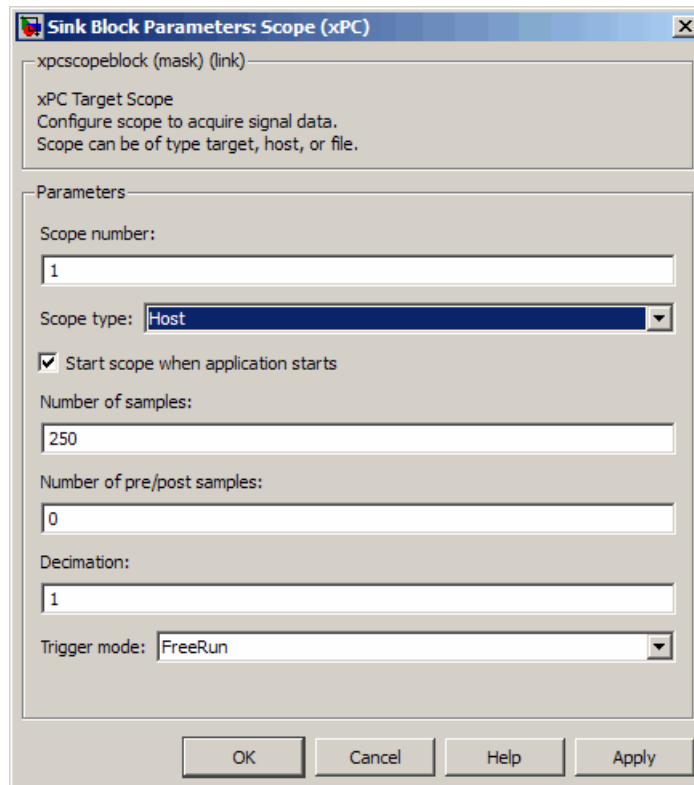 Sink Block Parameters: Scope (xPC)
xpcscopeblock (mask) (link)
xPC Target Scope
Configure scope to acquire signal data.
Scope can be of type target, host, or file.
Parameters
Scope number:
1
Scope type: Host
Start scope when application starts
Number of samples:
250
Number of pre/post samples:
0
Decimation:
1
Trigger mode: FreeRun
OK Cancel Help Apply